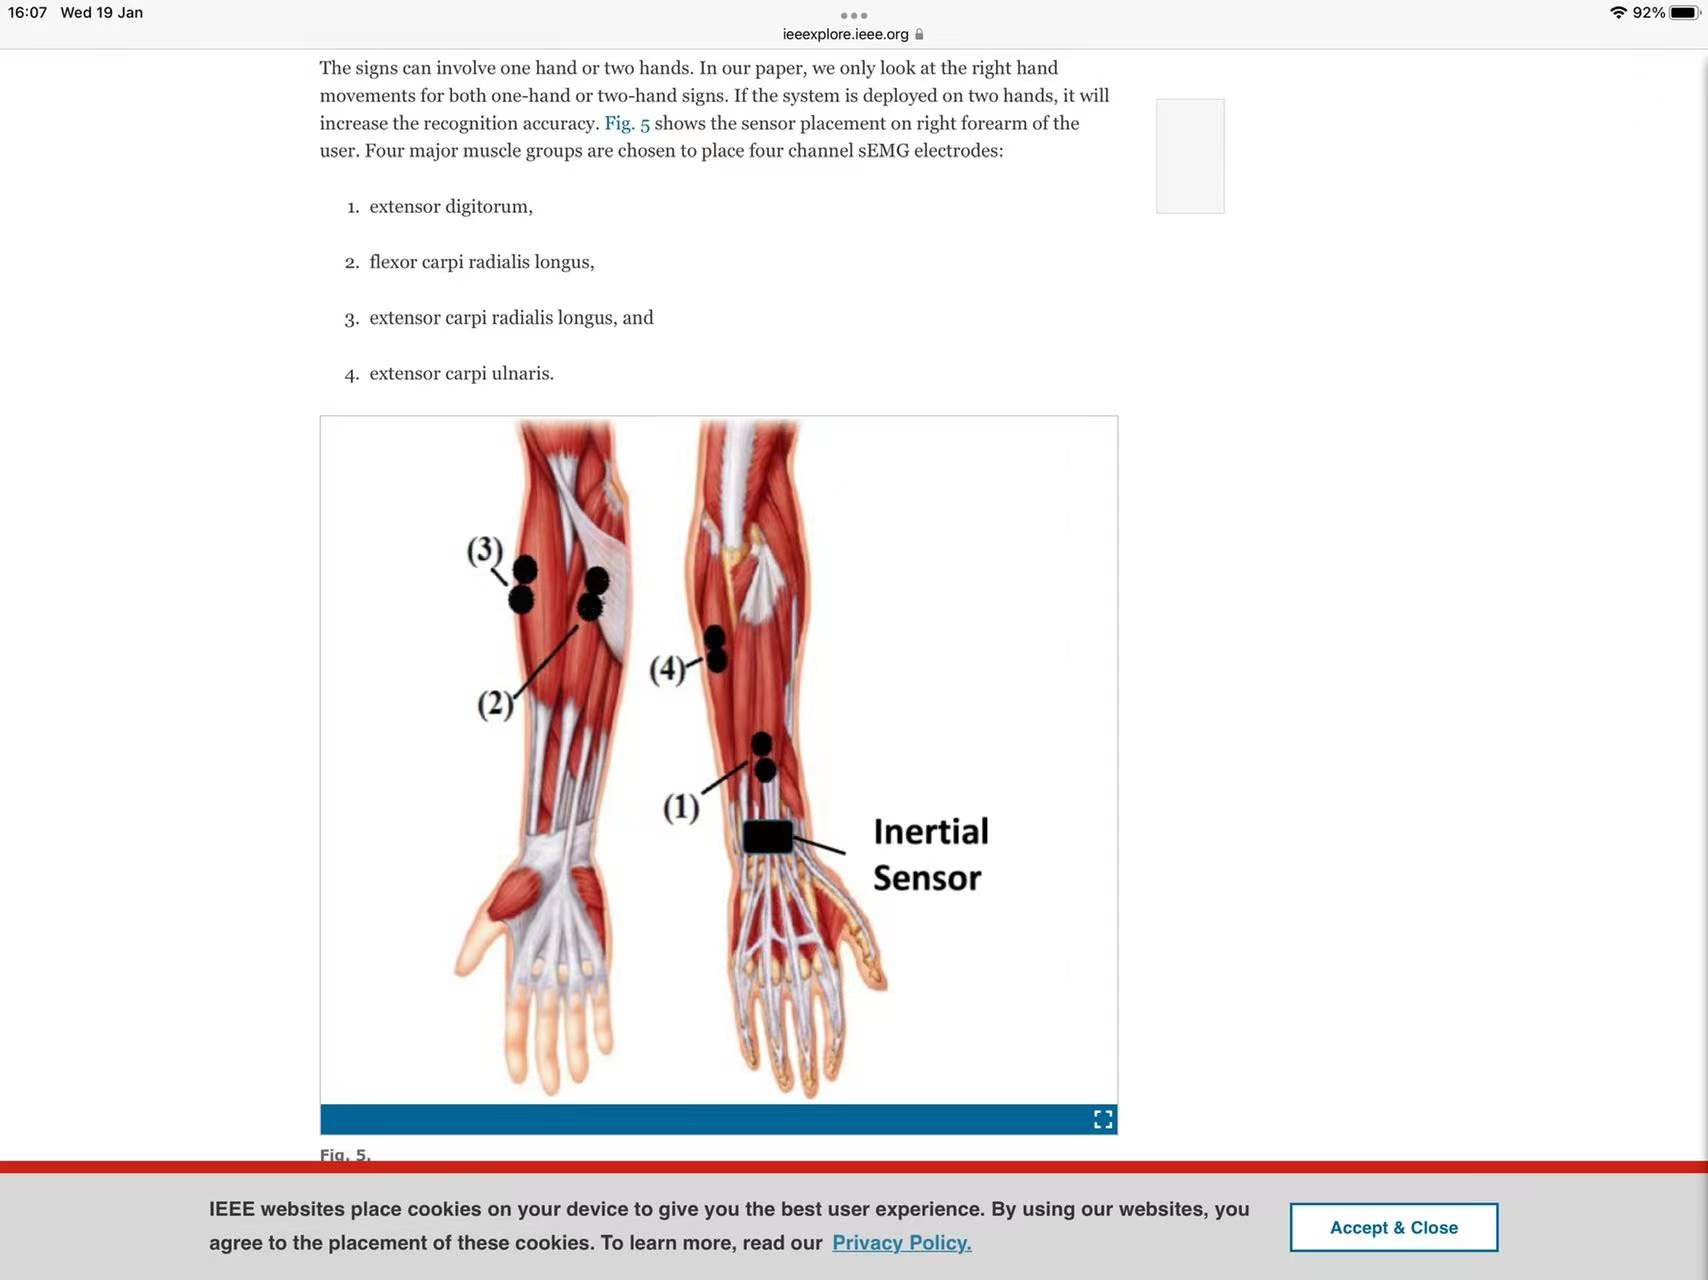 16:07 Wed 19 Jan
92%
ieeexplore.ieee.org
The signs can involve one hand or two hands. In our paper, we only look at the right hand
movements for both one-hand or two-hand signs. If the system is deployed on two hands, it will
increase the recognition accuracy. Fig. 5 shows the sensor placement on right forearm of the
user. Four major muscle groups are chosen to place four channel sEMG electrodes:
1. extensor digitorum,
2. flexor carpi radialis longus,
3. extensor carpi radialis longus, and
4. extensor carpi ulnaris.
(3)
(2)
(4)
(1)
Inertial
Sensor
Fig. 5.
IEEE websites place cookies on your device to give you the best user experience. By using our websites, you
agree to the placement of these cookies. To learn more, read our Privacy Policy.
Accept & Close